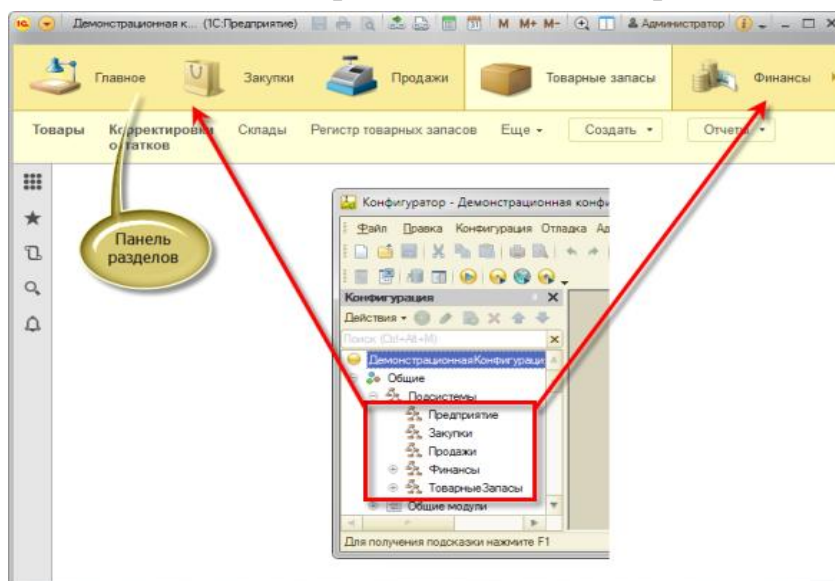 Демонстрационная к... (1С:Предприятие) M M+ M- Администратор
Главное Закупки Продажи Товарные запасы Финансы
Товары Корректировки остатков Склады Регистр товарных запасов Еще Создать Отчеты
Панель
разделов
Конфигуратор - Демонстрационная конфи
Файл Правка Конфигурация Отладка Ад
Конфигурация
Действия
Поиск (Ctrl+Alt+M)
ДемонстрационнаяКонфигураци
Общие
Подсистемы
Предприятие
Закупки
Продажи
Финансы
ТоварныеЗапасы
Общие модули
Для получения подсказки нажмите F1